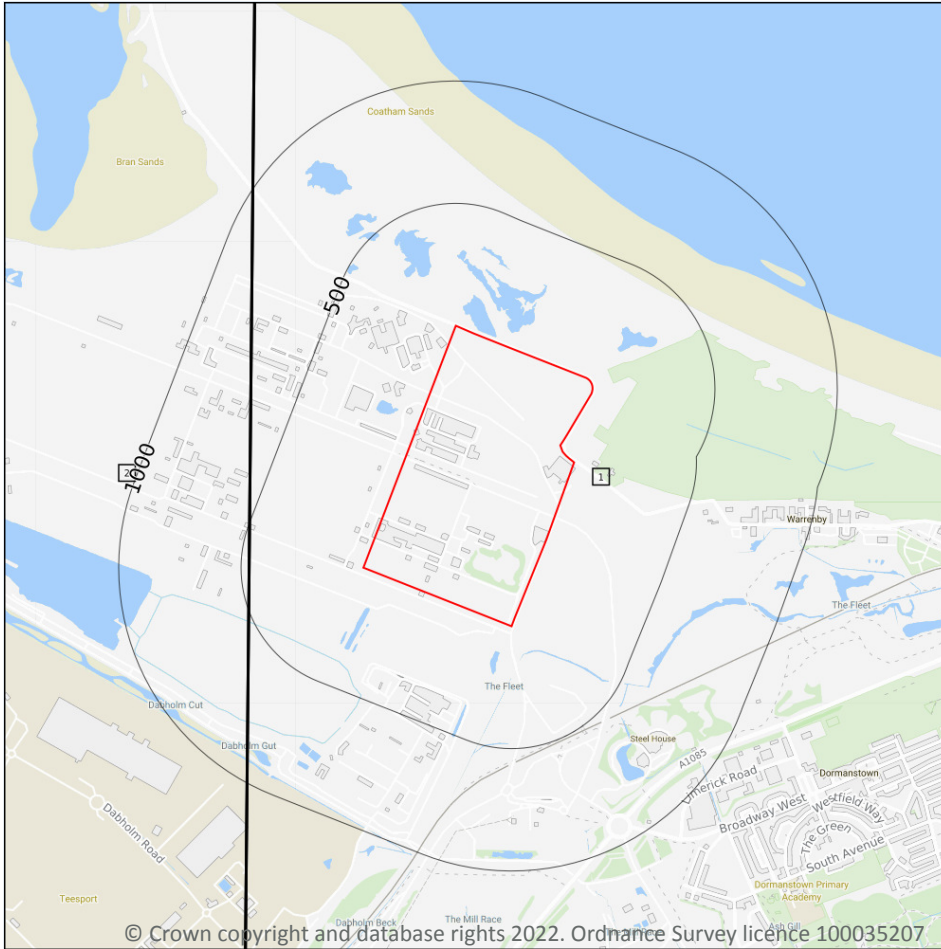 Coatham Sands
Bran Sands
500
1000
2
1
Warrenby
The Fleet
The Fleet
Dabholm Cut
Dabholm Gut
Steel House
A1085
Limerick Road
Dormanstown
Broadway West
Westfield Way
The Green
South Avenue
Dabholm Road
Dormanstown Primary
Academy
Teesport
Dabholm Beck
The Mill Race
Ash Gill
© Crown copyright and database rights 2022. Ordnance Survey licence 100035207.